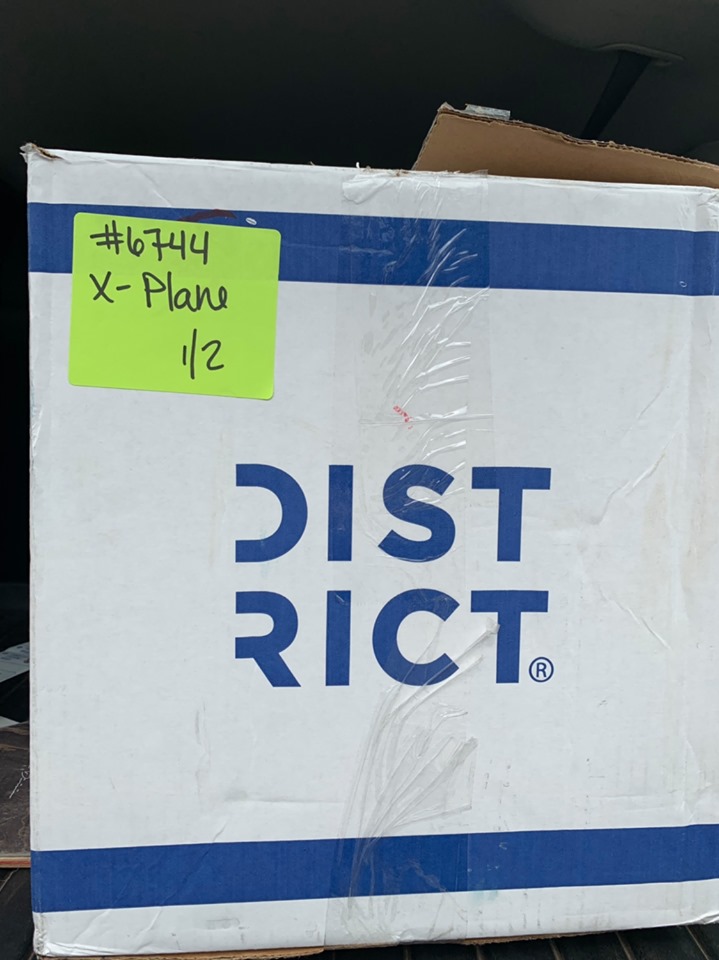 #6744
X-Plane
1/2
DIST
RICT®